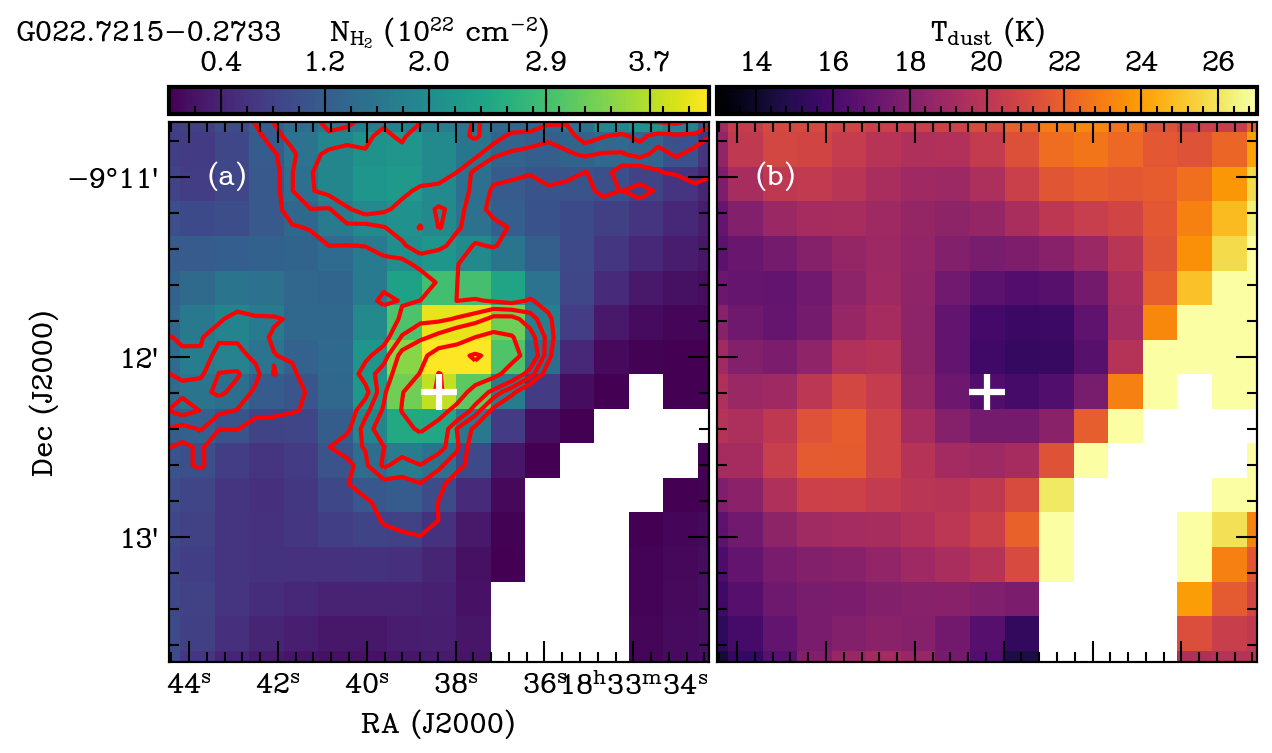 G022.7215−0.2733 N_H₂ (10²² cm⁻²) T_dust (K)
0.4 1.2 2.0 2.9 3.7 14 16 18 20 22 24 26
(a) (b)
−9°11'
12'
13'
Dec (J2000)
44ˢ 42ˢ 40ˢ 38ˢ 36ˢ 18ʰ33ᵐ34ˢ
RA (J2000)